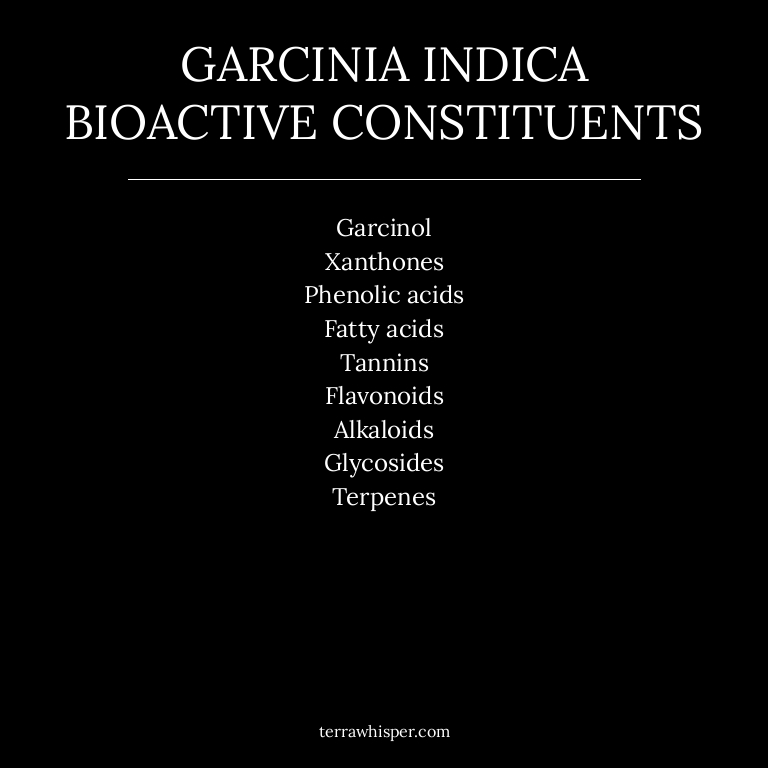 GARCINIA INDICA
BIOACTIVE CONSTITUENTS
Garcinol
Xanthones
Phenolic acids
Fatty acids
Tannins
Flavonoids
Alkaloids
Glycosides
Terpenes
terrawhisper.com